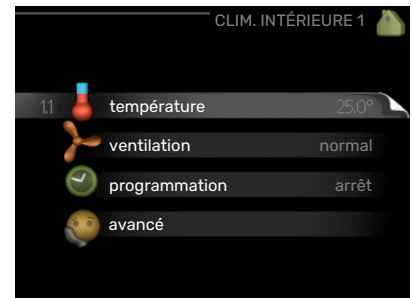 CLIM. INTÉRIEURE 1
1.1 température 25.0°
ventilation normal
programmation arrêt
avancé